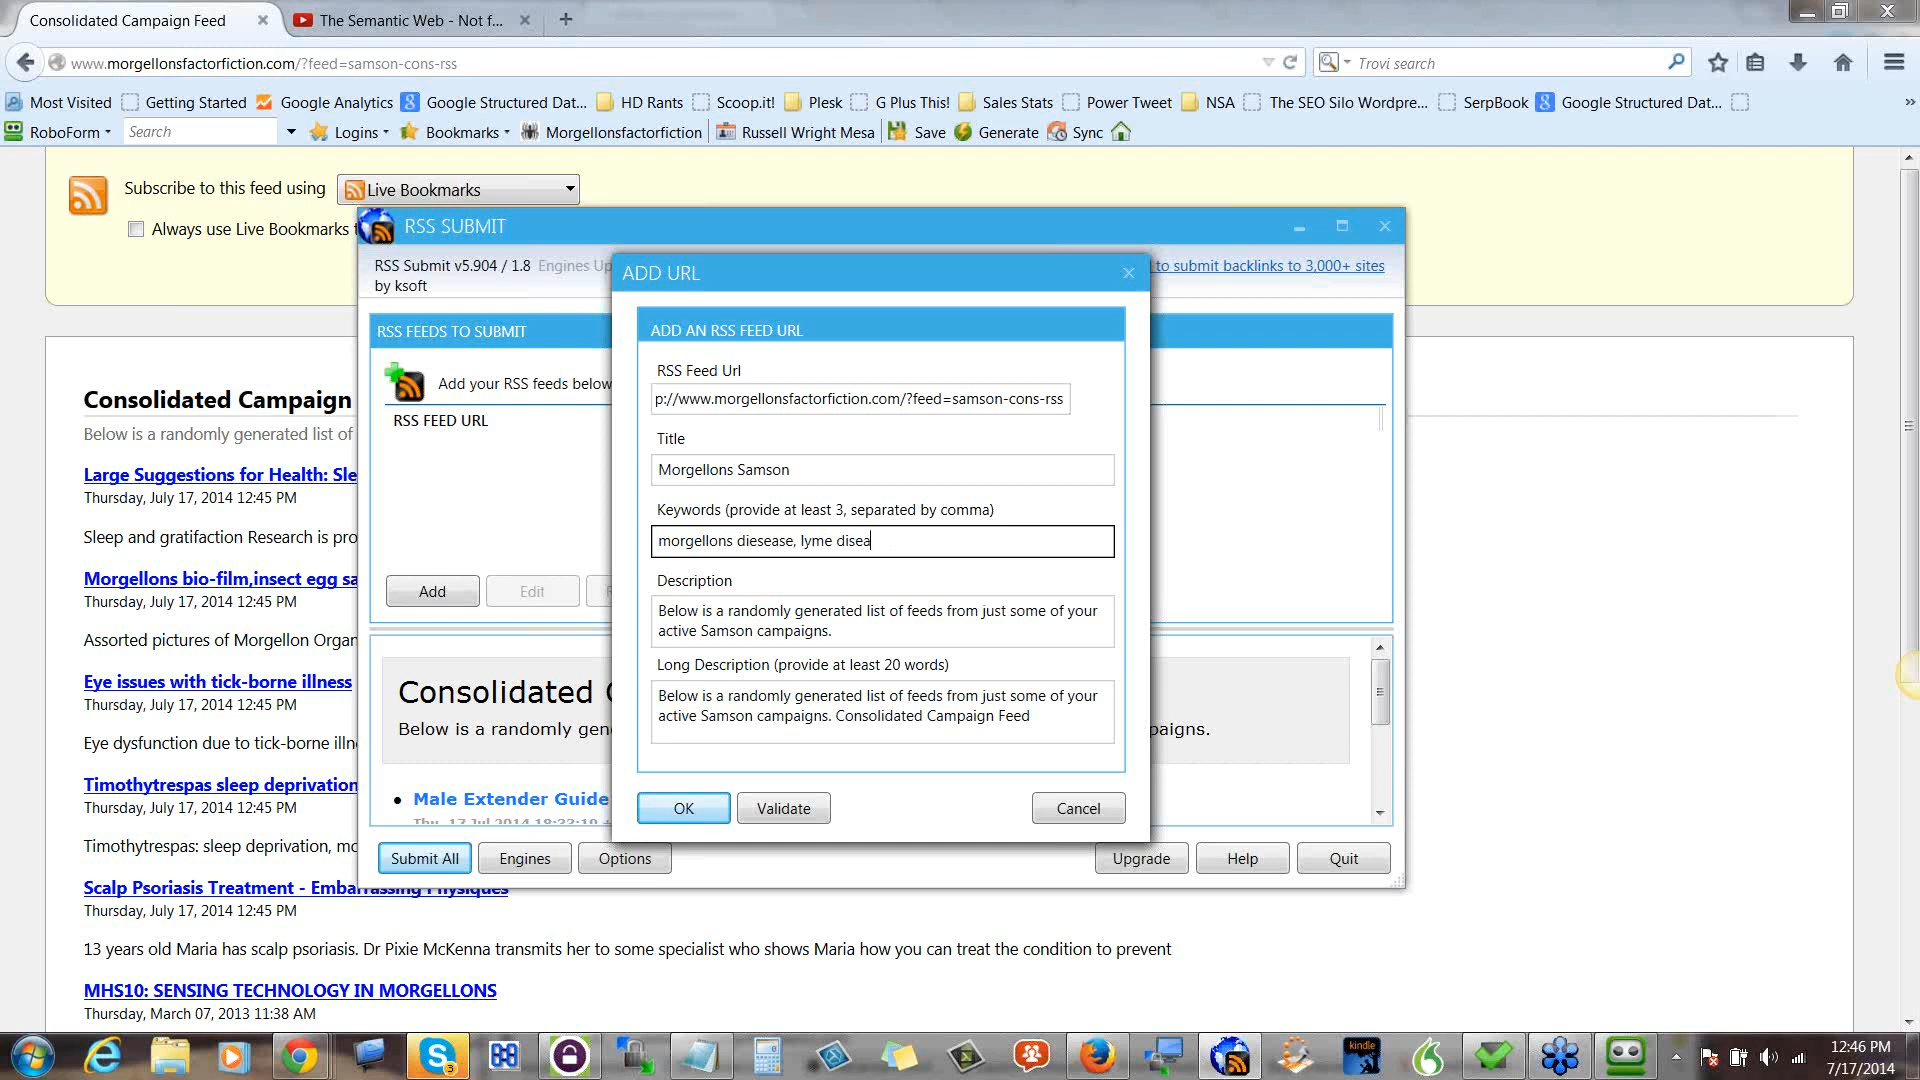 Consolidated Campaign Feed
The Semantic Web - Not f...
www.morgellonsfactorfiction.com/?feed=samson-cons-rss
Trovi search
Most Visited Getting Started Google Analytics Google Structured Dat... HD Rants Scoop.it! Plesk G Plus This! Sales Stats Power Tweet NSA The SEO Silo Wordpre... SerpBook Google Structured Dat... »
RoboForm Search Logins Bookmarks Morgellonsfactorfiction Russell Wright Mesa Save Generate Sync
Subscribe to this feed using Live Bookmarks
Always use Live Bookmarks
RSS SUBMIT
RSS Submit v5.904 / 1.8 Engines Up
by ksoft
to submit backlinks to 3,000+ sites
RSS FEEDS TO SUBMIT
Add your RSS feeds below
RSS FEED URL
Add Edit
ADD URL
ADD AN RSS FEED URL
RSS Feed Url
p://www.morgellonsfactorfiction.com/?feed=samson-cons-rss
Title
Morgellons Samson
Keywords (provide at least 3, separated by comma)
morgellons diesease, lyme disea
Description
Below is a randomly generated list of feeds from just some of your
active Samson campaigns.
Long Description (provide at least 20 words)
Below is a randomly generated list of feeds from just some of your
active Samson campaigns. Consolidated Campaign Feed
OK Validate Cancel
Consolidated C
Below is a randomly gen
paigns.
Male Extender Guide
Submit All Engines Options Upgrade Help Quit
Consolidated Campaign
Below is a randomly generated list of
Large Suggestions for Health: Sle
Thursday, July 17, 2014 12:45 PM
Sleep and gratifaction Research is pro
Morgellons bio-film,insect egg sa
Thursday, July 17, 2014 12:45 PM
Assorted pictures of Morgellon Organ
Eye issues with tick-borne illness
Thursday, July 17, 2014 12:45 PM
Eye dysfunction due to tick-borne illn
Timothytrespas sleep deprivation
Thursday, July 17, 2014 12:45 PM
Timothytrespas: sleep deprivation, mo
Scalp Psoriasis Treatment - Embarrassing Physiques
Thursday, July 17, 2014 12:45 PM
13 years old Maria has scalp psoriasis. Dr Pixie McKenna transmits her to some specialist who shows Maria how you can treat the condition to prevent
MHS10: SENSING TECHNOLOGY IN MORGELLONS
Thursday, March 07, 2013 11:38 AM
3
kindle
12:46 PM
7/17/2014